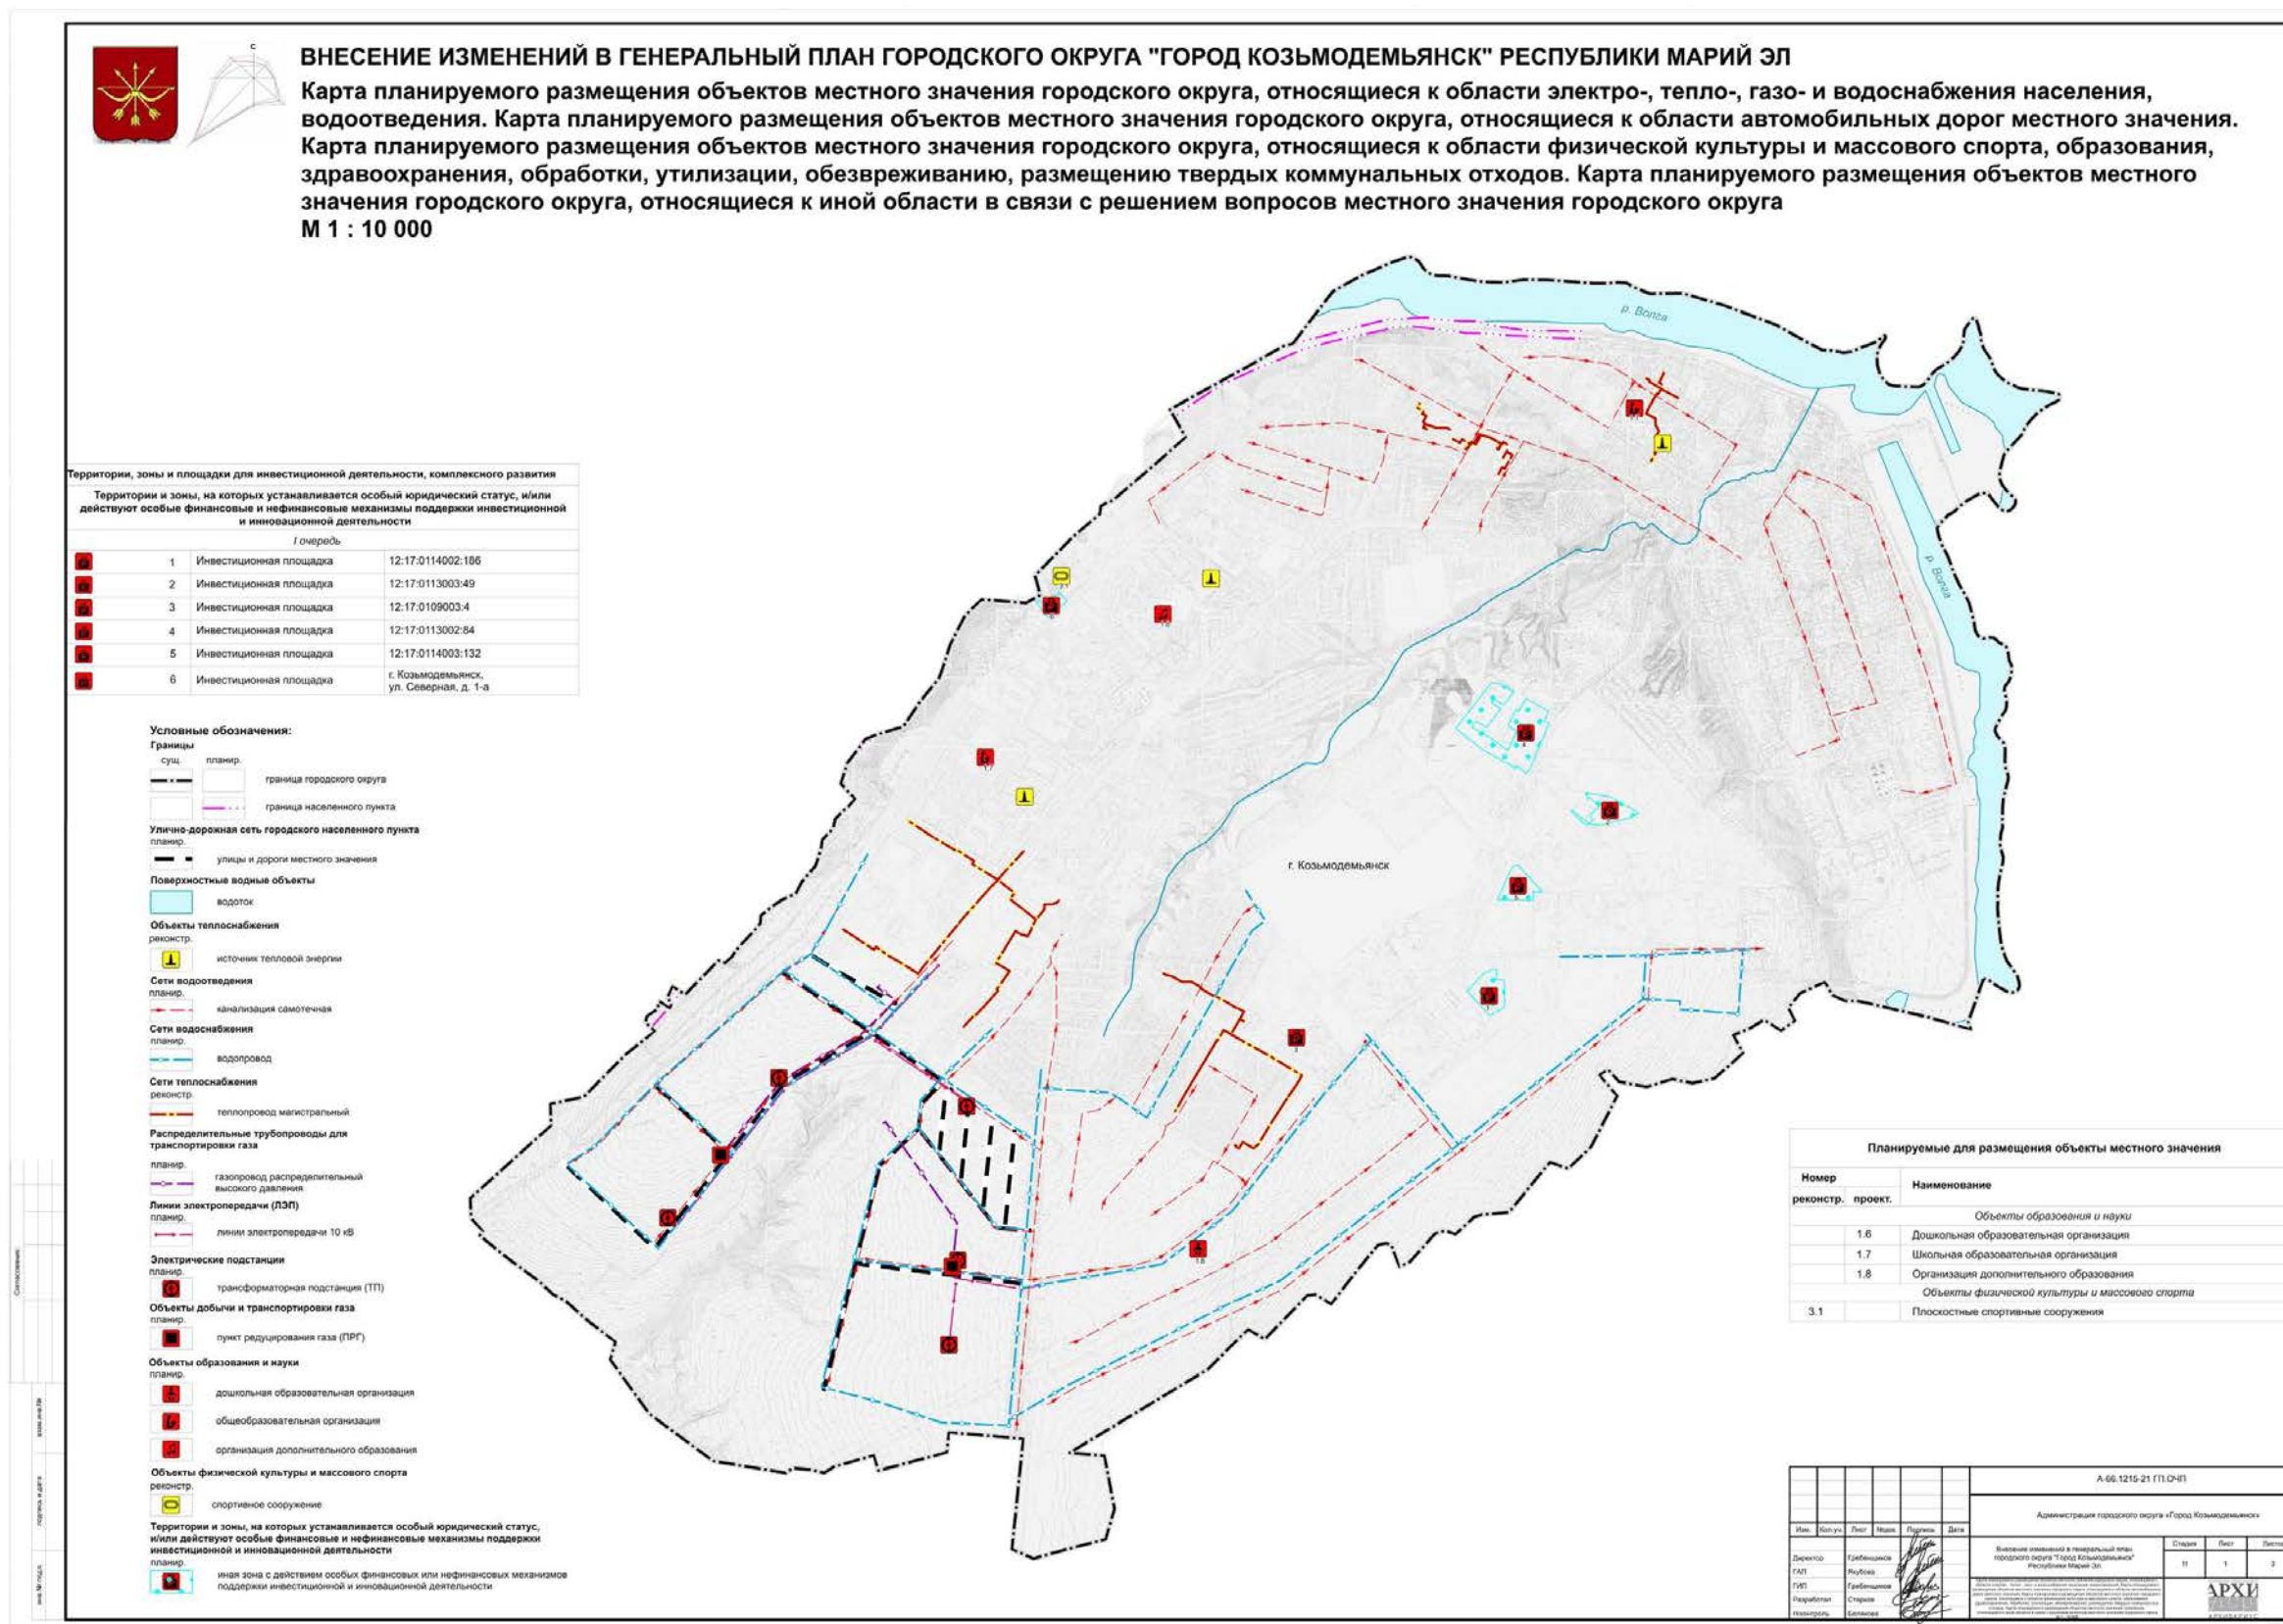 С
ВНЕСЕНИЕ ИЗМЕНЕНИЙ В ГЕНЕРАЛЬНЫЙ ПЛАН ГОРОДСКОГО ОКРУГА "ГОРОД КОЗЬМОДЕМЬЯНСК" РЕСПУБЛИКИ МАРИЙ ЭЛ
Карта планируемого размещения объектов местного значения городского округа, относящиеся к области электро-, тепло-, газо- и водоснабжения населения,
водоотведения. Карта планируемого размещения объектов местного значения городского округа, относящиеся к области автомобильных дорог местного значения.
Карта планируемого размещения объектов местного значения городского округа, относящиеся к области физической культуры и массового спорта, образования,
здравоохранения, обработки, утилизации, обезвреживанию, размещению твердых коммунальных отходов. Карта планируемого размещения объектов местного
значения городского округа, относящиеся к иной области в связи с решением вопросов местного значения городского округа
М 1 : 10 000
р. Волга
р. Волга
г. Козьмодемьянск
Территории, зоны и площадки для инвестиционной деятельности, комплексного развития
Территории и зоны, на которых устанавливается особый юридический статус, и/или
действуют особые финансовые и нефинансовые механизмы поддержки инвестиционной
и инновационной деятельности
I очередь
1 Инвестиционная площадка 12:17:0114002:186
2 Инвестиционная площадка 12:17:0113003:49
3 Инвестиционная площадка 12:17:0109003:4
4 Инвестиционная площадка 12:17:0113002:84
5 Инвестиционная площадка 12:17:0114003:132
6 Инвестиционная площадка г. Козьмодемьянск,
ул. Северная, д. 1-а
Условные обозначения:
Границы
сущ. планир.
граница городского округа
граница населенного пункта
Улично-дорожная сеть городского населенного пункта
планир.
улицы и дороги местного значения
Поверхностные водные объекты
водоток
Объекты теплоснабжения
реконстр.
источник тепловой энергии
Сети водоотведения
планир.
канализация самотечная
Сети водоснабжения
планир.
водопровод
Сети теплоснабжения
реконстр.
теплопровод магистральный
Распределительные трубопроводы для
транспортировки газа
планир.
газопровод распределительный
высокого давления
Линии электропередачи (ЛЭП)
планир.
линии электропередачи 10 кВ
Электрические подстанции
планир.
трансформаторная подстанция (ТП)
Объекты добычи и транспортировки газа
планир.
пункт редуцирования газа (ПРГ)
Объекты образования и науки
планир.
дошкольная образовательная организация
общеобразовательная организация
организация дополнительного образования
Объекты физической культуры и массового спорта
реконстр.
спортивное сооружение
Территории и зоны, на которых устанавливается особый юридический статус,
и/или действуют особые финансовые и нефинансовые механизмы поддержки
инвестиционной и инновационной деятельности
планир.
иная зона с действием особых финансовых или нефинансовых механизмов
поддержки инвестиционной и инновационной деятельности
Планируемые для размещения объекты местного значения
Номер Наименование
реконстр. проект.
Объекты образования и науки
1.6 Дошкольная образовательная организация
1.7 Школьная образовательная организация
1.8 Организация дополнительного образования
Объекты физической культуры и массового спорта
3.1 Плоскостные спортивные сооружения
А-66.1215-21 ГП.ОЧП
Администрация городского округа «Город Козьмодемьянск»
Изм. Кол.уч. Лист №док. Подпись Дата
Внесение изменений в генеральный план
городского округа "Город Козьмодемьянск"
Республики Марий Эл.
Стадия Лист Листов
П 1 3
Директор Гребенщиков
ГАП Якубова
ГИП Гребенщиков
Разработал Старков
Н.контроль Белякова
АРХИ
Согласовано:
взам. инв.№
подпись и дата
инв.№ подл.